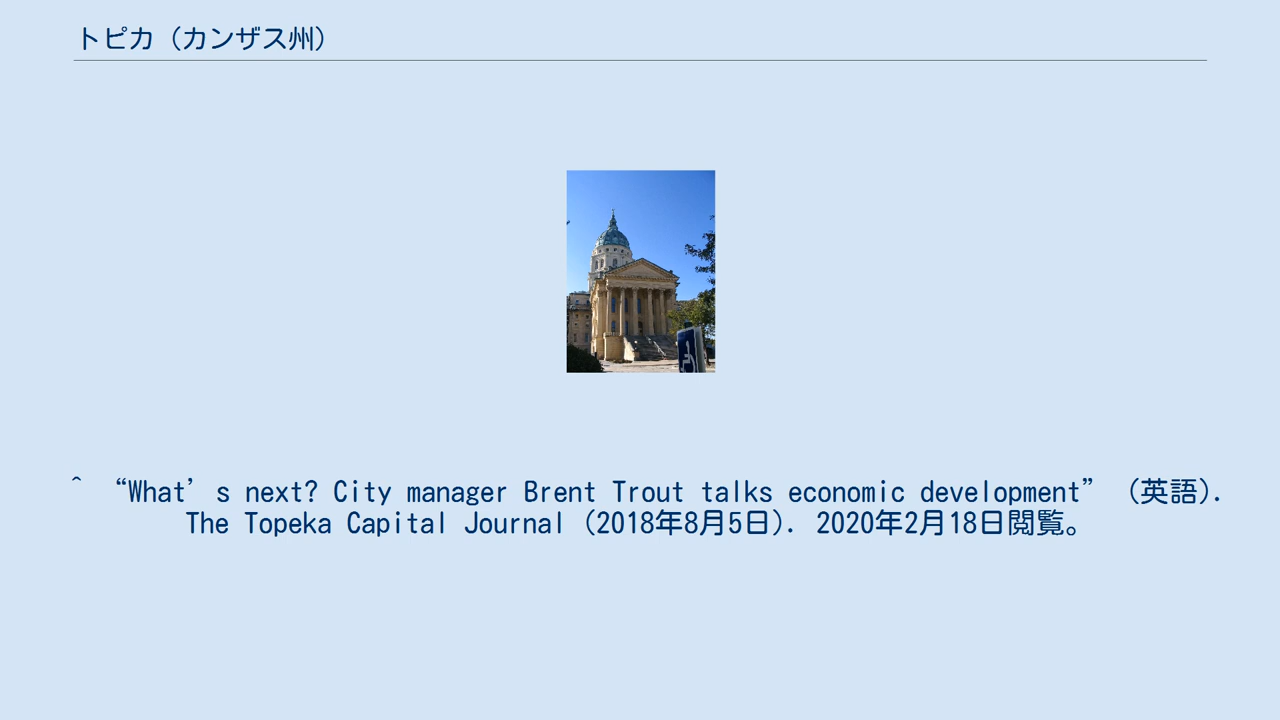 トピカ（カンザス州）
^ “What’s next? City manager Brent Trout talks economic development” （英語）.
The Topeka Capital Journal （2018年8月5日）. 2020年2月18日閲覧。